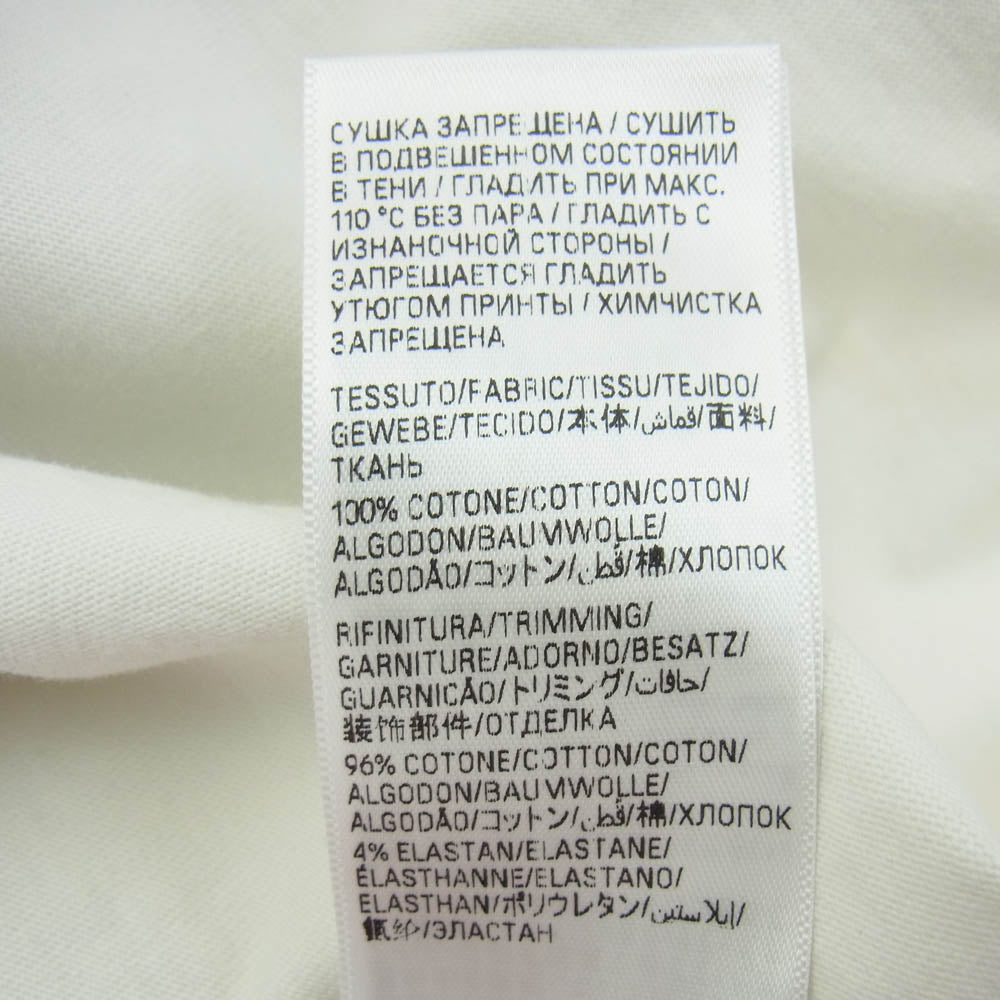 СУШКА ЗАПРЕЩЕНА / СУШИТЬ
В ПОДВЕШЕННОМ СОСТОЯНИИ
В ТЕНИ / ГЛАДИТЬ ПРИ МАКС.
110 °C БЕЗ ПАРА / ГЛАДИТЬ С
ИЗНАНОЧНОЙ СТОРОНЫ /
ЗАПРЕЩАЕТСЯ ГЛАДИТЬ
УТЮГОМ ПРИНТЫ / ХИМЧИСТКА
ЗАПРЕЩЕНА
TESSUTO/FABRIC/TISSU/TEJIDO/
GEWEBE/TECIDO/本体/قماش/面料/
ТКАНЬ
100% COTONE/COTTON/COTON/
ALGODON/BAUMWOLLE/
ALGODÃO/コットン/قطن/棉/ХЛОПОК
RIFINITURA/TRIMMING/
GARNITURE/ADORNO/BESATZ/
GUARNICÃO/トリミング/حافات/
装饰部件/ОТДЕЛКА
96% COTONE/COTTON/COTON/
ALGODON/BAUMWOLLE/
ALGODÃO/コットン/قطن/棉/ХЛОПОК
4% ELASTAN/ELASTANE/
ÉLASTHANNE/ELASTANO/
ELASTHAN/ポリウレタン/إيلاستين/
/ЭЛАСТАН